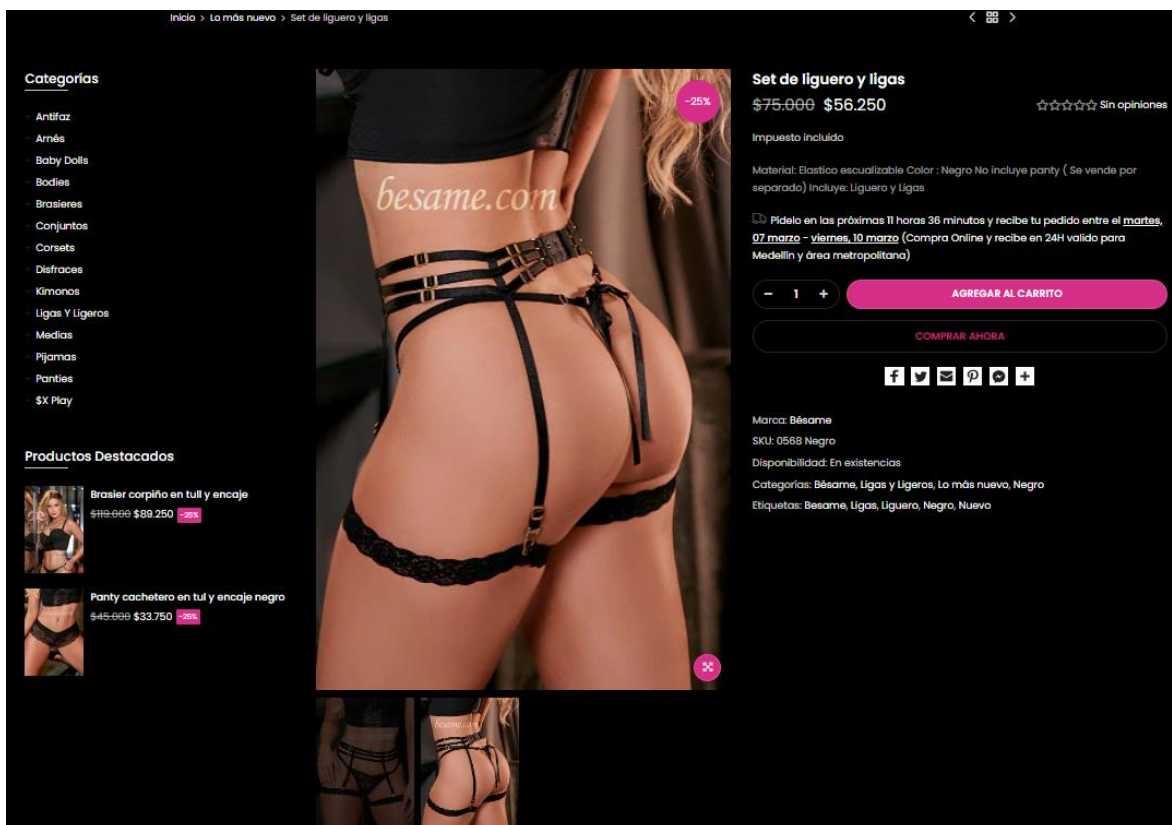 Inicio > Lo más nuevo > Set de liguero y ligas
Categorías
Antifaz
Arnés
Baby Dolls
Bodies
Brasieres
Conjuntos
Corsets
Disfraces
Kimonos
Ligas Y Ligeros
Medias
Pijamas
Panties
$X Play
Productos Destacados
Brasier corpiño en tull y encaje
$119.000 $89.250 -25%
Panty cachetero en tul y encaje negro
$45.000 $33.750 -25%
-25%
besame.com
besame.com
Set de liguero y ligas
$75.000 $56.250
Sin opiniones
Impuesto incluido
Material: Elastico escualizable Color : Negro No incluye panty ( Se vende por
separado) Incluye: Liguero y Ligas
Pidelo en las próximas 11 horas 36 minutos y recibe tu pedido entre el martes,
07 marzo - viernes, 10 marzo (Compra Online y recibe en 24H valido para
Medellín y área metropolitana)
- 1 +
AGREGAR AL CARRITO
COMPRAR AHORA
Marca: Bésame
SKU: 0568 Negro
Disponibilidad: En existencias
Categorías: Bésame, Ligas y Ligeros, Lo más nuevo, Negro
Etiquetas: Besame, Ligas, Liguero, Negro, Nuevo